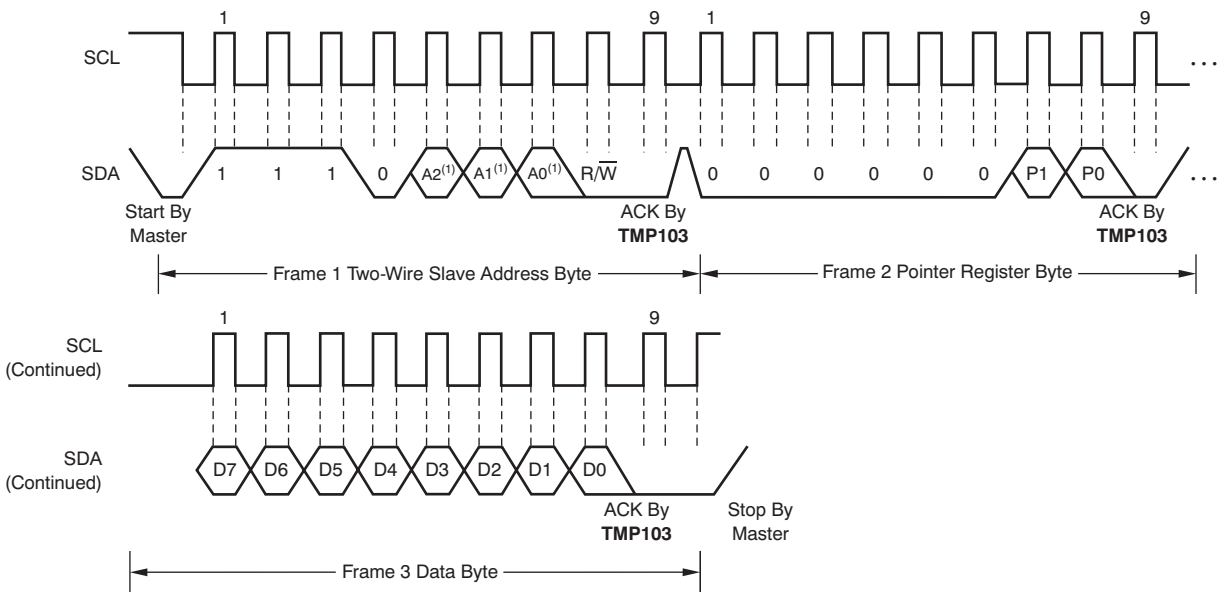 1 9 1 9
SCL
...
SDA
1 1 1 0 A2(1) A1(1) A0(1) R/W̅ 0 0 0 0 0 0 P1 P0
...
Start By
Master
ACK By
TMP103
ACK By
TMP103
Frame 1 Two-Wire Slave Address Byte
Frame 2 Pointer Register Byte
1 9
SCL
(Continued)
SDA
(Continued)
D7 D6 D5 D4 D3 D2 D1 D0
ACK By
TMP103
Stop By
Master
Frame 3 Data Byte